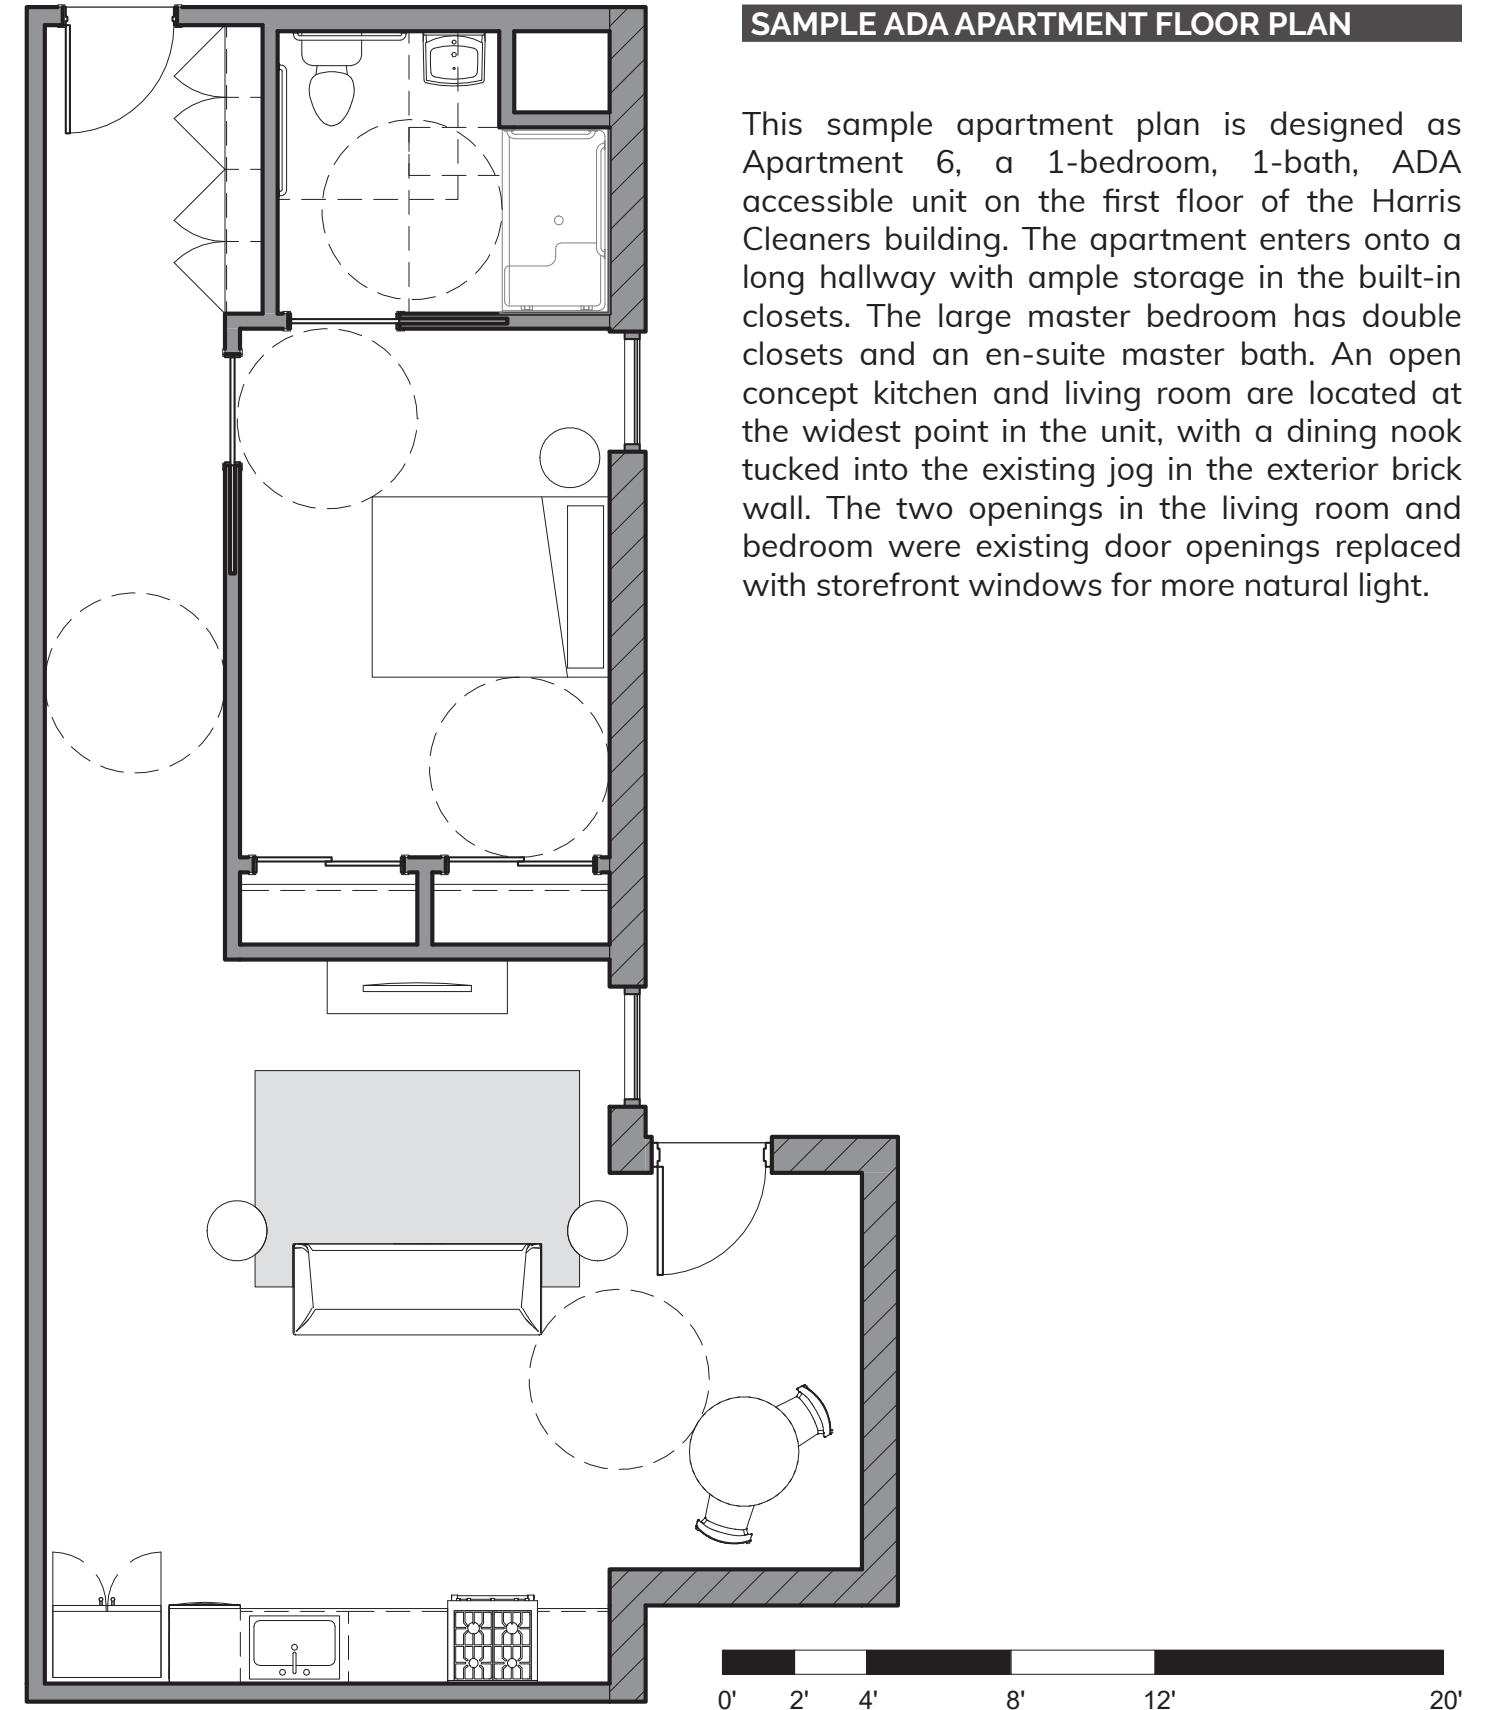 SAMPLE ADA APARTMENT FLOOR PLAN
This sample apartment plan is designed as
Apartment 6, a 1-bedroom, 1-bath, ADA
accessible unit on the first floor of the Harris
Cleaners building. The apartment enters onto a
long hallway with ample storage in the built-in
closets. The large master bedroom has double
closets and an en-suite master bath. An open
concept kitchen and living room are located at
the widest point in the unit, with a dining nook
tucked into the existing jog in the exterior brick
wall. The two openings in the living room and
bedroom were existing door openings replaced
with storefront windows for more natural light.
0' 2' 4' 8' 12' 20'